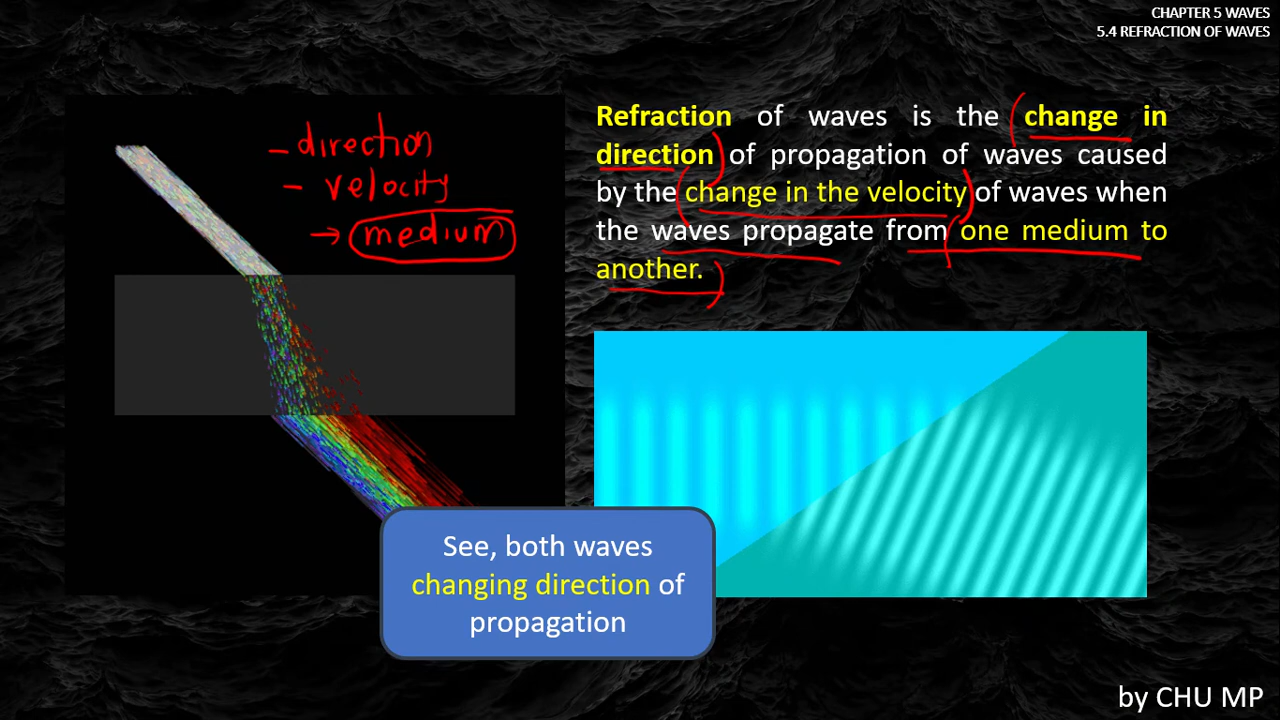 CHAPTER 5 WAVES
5.4 REFRACTION OF WAVES
- direction
- velocity
→ medium
Refraction of waves is the change in
direction of propagation of waves caused
by the change in the velocity of waves when
the waves propagate from one medium to
another.
See, both waves
changing direction of
propagation
by CHU MP